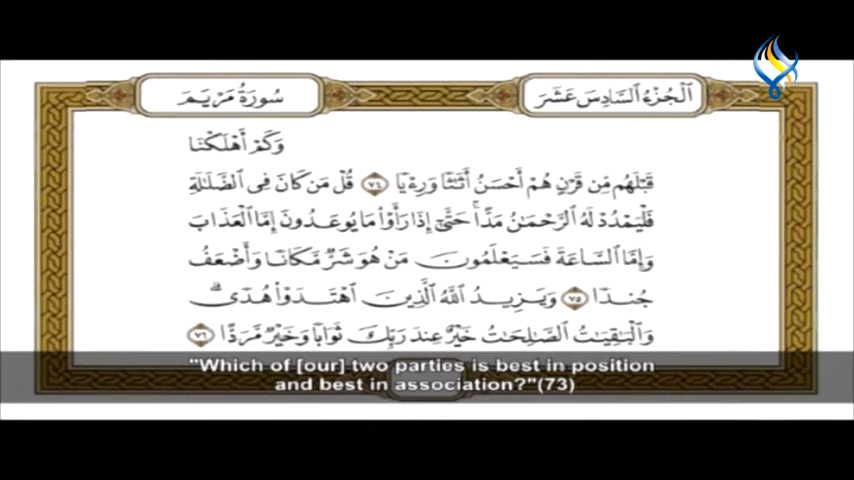 سُورَةُ مَرْيَمَ
ٱلْجُزْءُ ٱلسَّادِسَ عَشَرَ
وَكَمْ أَهْلَكْنَا
قَبْلَهُم مِّن قَرْنٍ هُمْ أَحْسَنُ أَثَـٰثًا وَرِءْيًا ٧٤ قُلْ مَن كَانَ فِى ٱلضَّلَـٰلَةِ
فَلْيَمْدُدْ لَهُ ٱلرَّحْمَـٰنُ مَدًّا ۚ حَتَّىٰٓ إِذَا رَأَوْا۟ مَا يُوعَدُونَ إِمَّا ٱلْعَذَابَ
وَإِمَّا ٱلسَّاعَةَ فَسَيَعْلَمُونَ مَنْ هُوَ شَرٌّ مَّكَانًا وَأَضْعَفُ
جُندًا ٧٥ وَيَزِيدُ ٱللَّهُ ٱلَّذِينَ ٱهْتَدَوْا۟ هُدًى ۗ
وَٱلْبَـٰقِيَـٰتُ ٱلصَّـٰلِحَـٰتُ خَيْرٌ عِندَ رَبِّكَ ثَوَابًا وَخَيْرٌ مَّرَدًّا ٧٦
"Which of [our] two parties is best in position
and best in association?"(73)